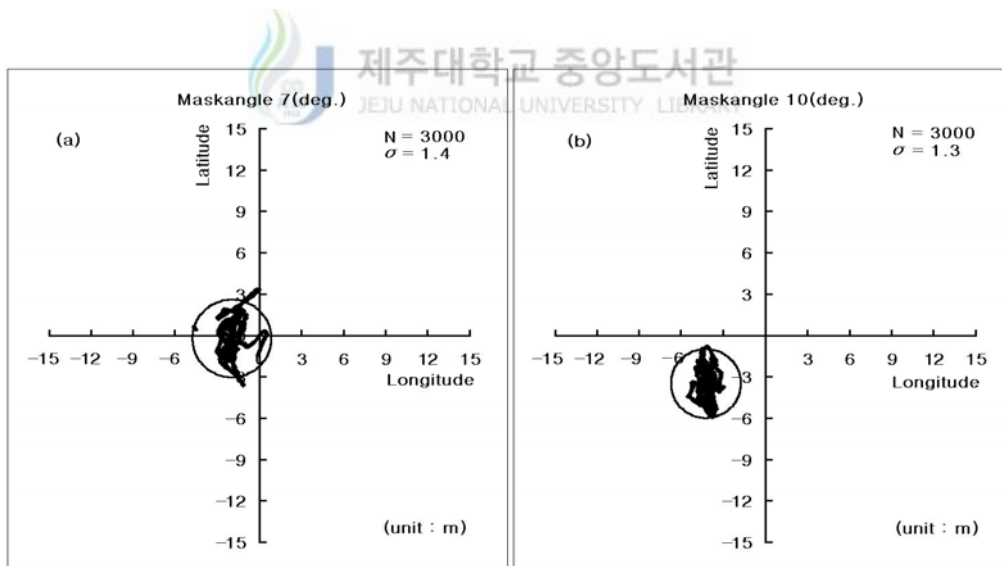 제주대학교 중앙도서관
JEJU NATIONAL UNIVERSITY LIBRARY
Maskangle 7(deg.)
(a)
N = 3000
σ = 1.4
Latitude
15
12
9
6
3
−15 −12 −9 −6 3 6 9 12 15
Longitude
−3
−6
−9
−12
−15
(unit : m)
Maskangle 10(deg.)
(b)
N = 3000
σ = 1.3
Latitude
15
12
9
6
3
−15 −12 −9 −6 3 6 9 12 15
Longitude
−3
−6
−9
−12
−15
(unit : m)